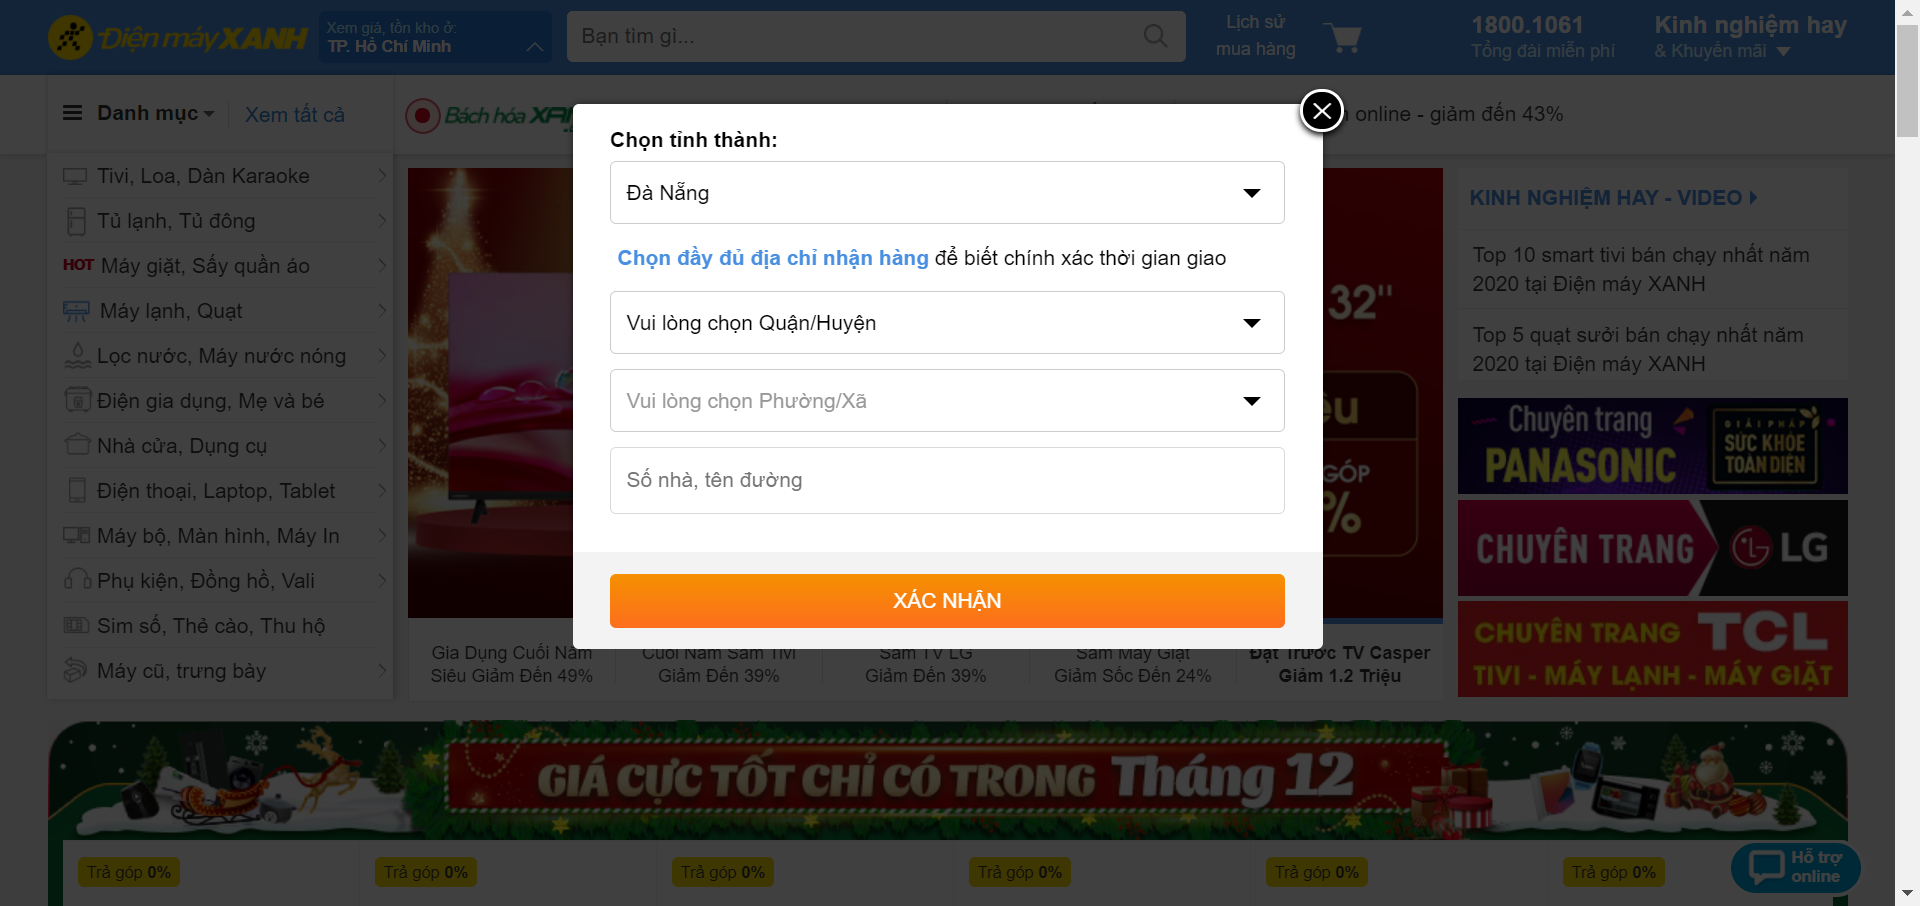 Điện máy XANH
Xem giá, tồn kho ở:
TP. Hồ Chí Minh
Bạn tìm gì...
Lịch sử
mua hàng
1800.1061
Tổng đài miễn phí
Kinh nghiệm hay
& Khuyến mãi
Danh mục
Xem tất cả
Bách hóa XAN
online - giảm đến 43%
Tivi, Loa, Dàn Karaoke
Tủ lạnh, Tủ đông
HOT Máy giặt, Sấy quần áo
Máy lạnh, Quạt
Lọc nước, Máy nước nóng
Điện gia dụng, Mẹ và bé
Nhà cửa, Dụng cụ
Điện thoại, Laptop, Tablet
Máy bộ, Màn hình, Máy In
Phụ kiện, Đồng hồ, Vali
Sim số, Thẻ cào, Thu hộ
Máy cũ, trưng bày
Chọn tỉnh thành:
Đà Nẵng
Chọn đầy đủ địa chỉ nhận hàng để biết chính xác thời gian giao
Vui lòng chọn Quận/Huyện
Vui lòng chọn Phường/Xã
Số nhà, tên đường
XÁC NHẬN
32"
GÓP
%
KINH NGHIỆM HAY - VIDEO
Top 10 smart tivi bán chạy nhất năm
2020 tại Điện máy XANH
Top 5 quạt sưởi bán chạy nhất năm
2020 tại Điện máy XANH
Chuyên trang
PANASONIC
GIẢI PHÁP
SỨC KHỎE
TOÀN DIỆN
CHUYÊN TRANG LG
CHUYÊN TRANG TCL
TIVI - MÁY LẠNH - MÁY GIẶT
Gia Dụng Cuối Năm
Siêu Giảm Đến 49%
Cuối Năm Sắm Tivi
Giảm Đến 39%
Sắm TV LG
Giảm Đến 39%
Sắm Máy Giặt
Giảm Sốc Đến 24%
Đặt Trước TV Casper
Giảm 1.2 Triệu
GIÁ CỰC TỐT CHỈ CÓ TRONG Tháng 12
Trả góp 0%
Trả góp 0%
Trả góp 0%
Trả góp 0%
Trả góp 0%
Trả góp 0%
Hỗ trợ
online